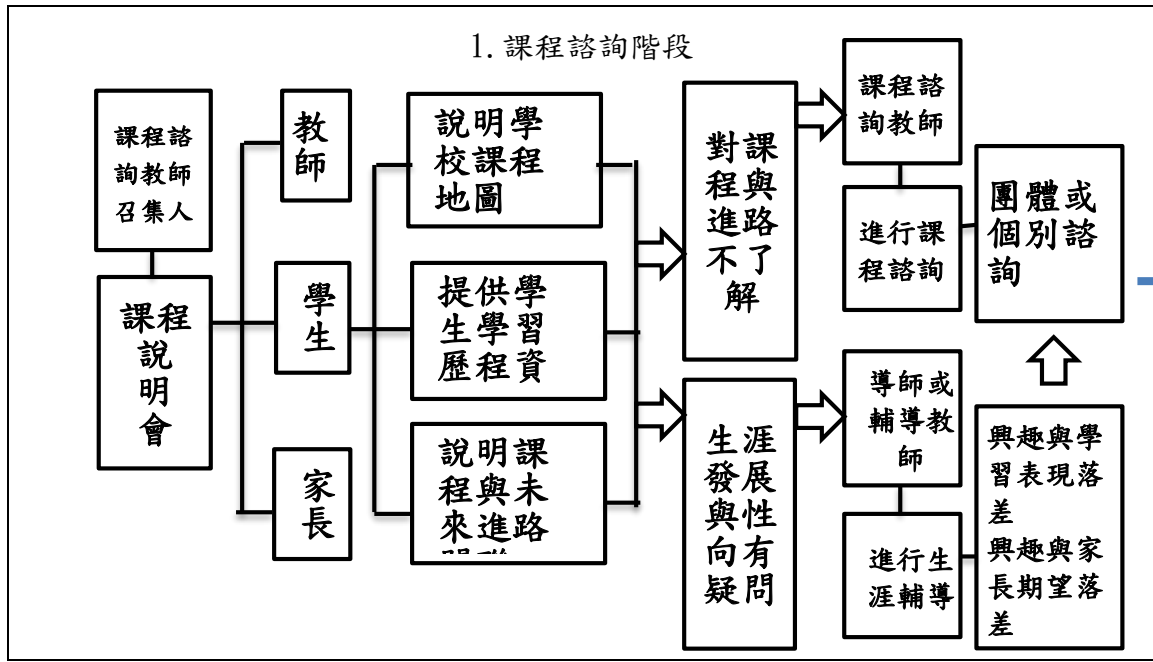 1. 課程諮詢階段
課程諮
詢教師
召集人
課程
說
明
會
教
師
學
生
家
長
說明學
校課程
地圖
提供學
生學習
歷程資
說明課
程與未
來進路
對課
程與
進路
不了
解
生涯
發展
與性
向有
疑問
課程諮
詢教師
進行課
程諮詢
團體或
個別諮
詢
導師或
輔導教
師
進行生
涯輔導
興趣與學
習表現落
差
興趣與家
長期望落
差